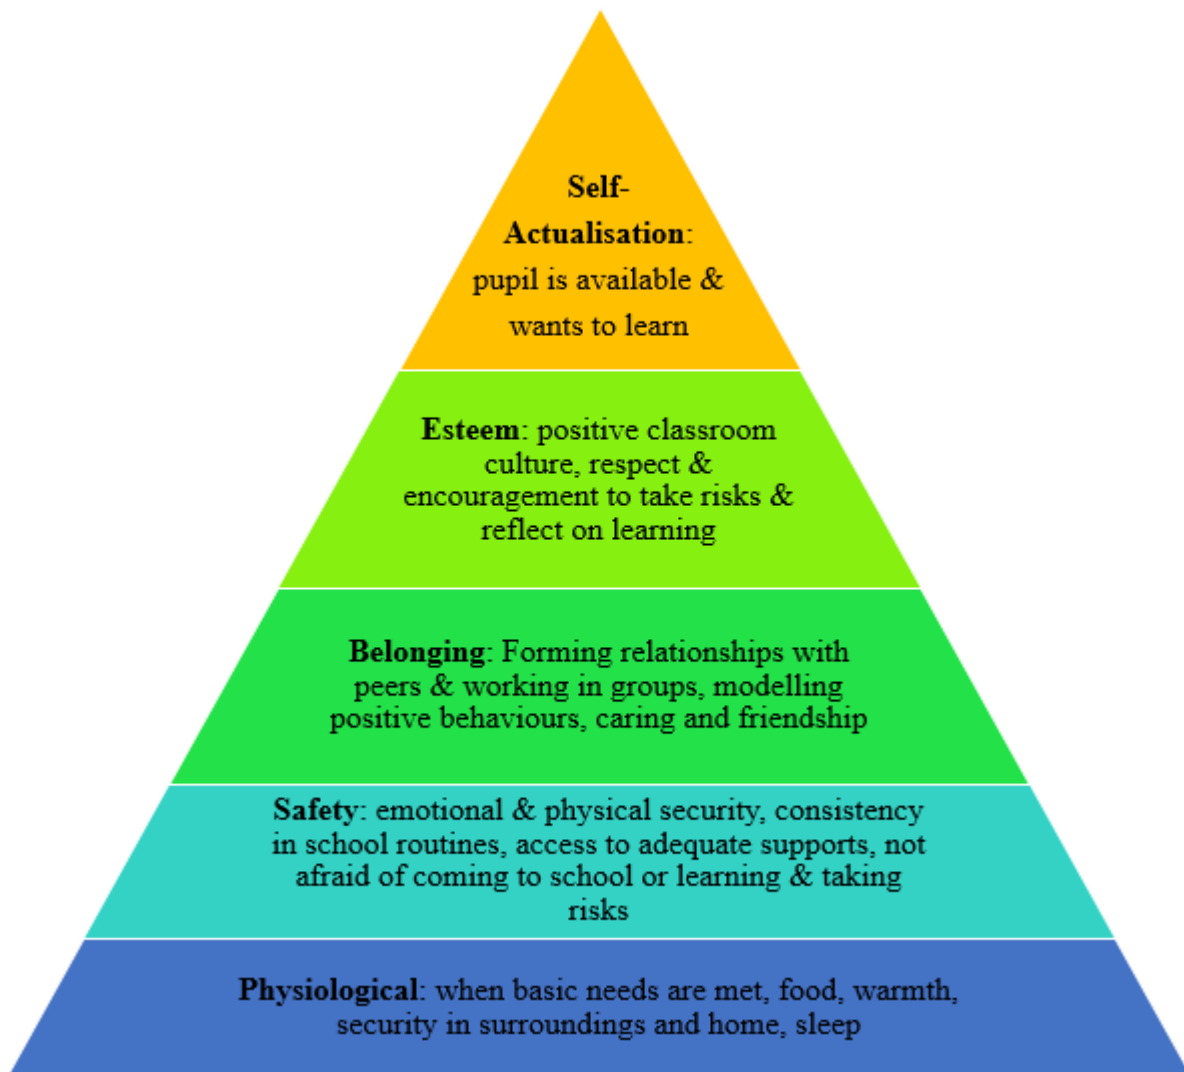 Self-
Actualisation:
pupil is available &
wants to learn
Esteem: positive classroom
culture, respect &
encouragement to take risks &
reflect on learning
Belonging: Forming relationships with
peers & working in groups, modelling
positive behaviours, caring and friendship
Safety: emotional & physical security, consistency
in school routines, access to adequate supports, not
afraid of coming to school or learning & taking
risks
Physiological: when basic needs are met, food, warmth,
security in surroundings and home, sleep